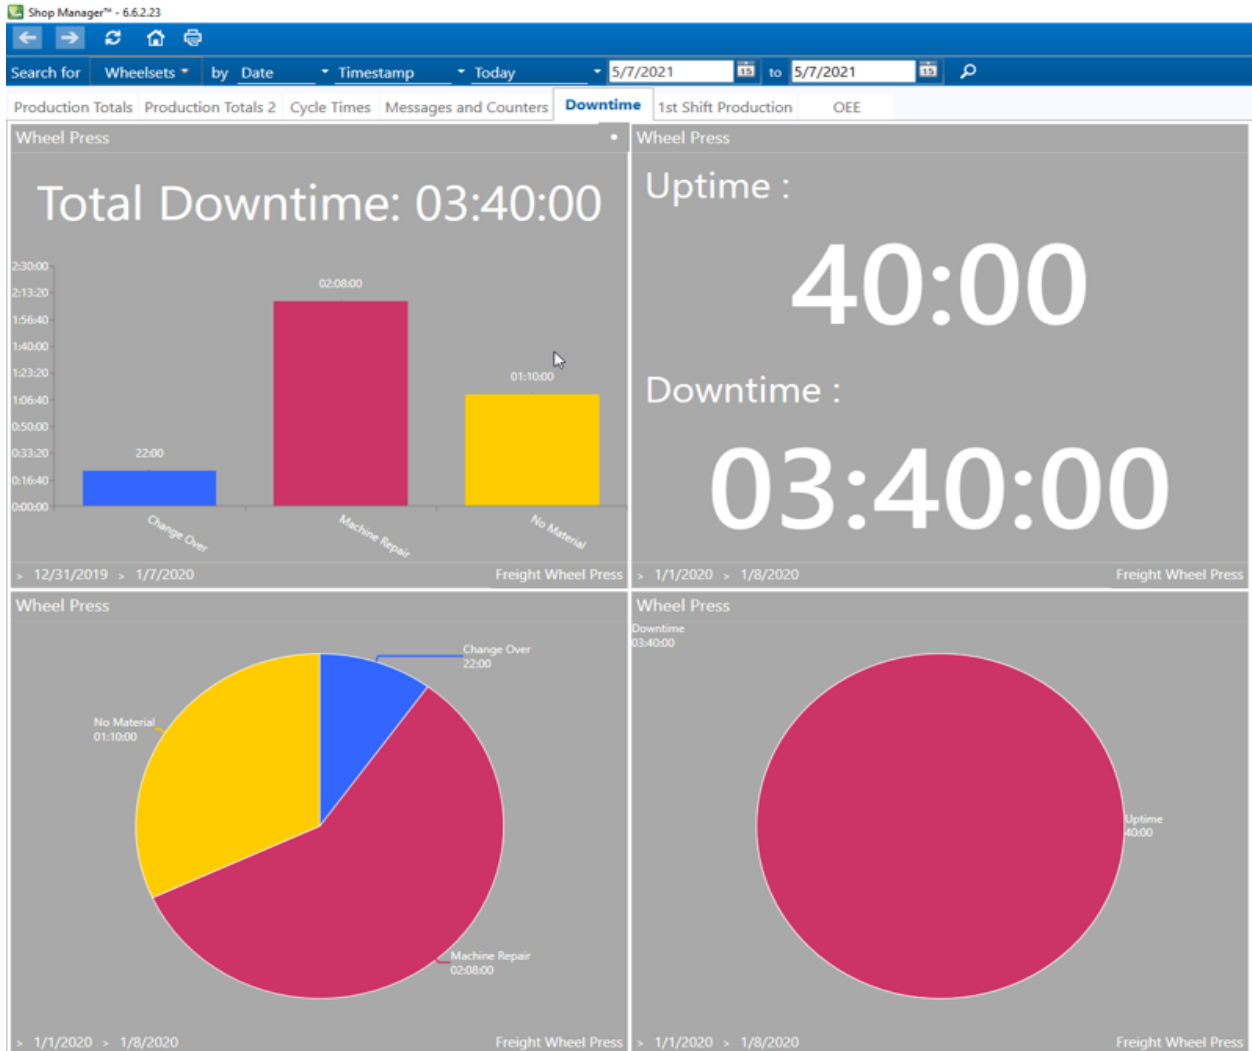 Shop Manager™ - 6.6.2.23
Search for Wheelsets by Date Timestamp Today 5/7/2021 15 to 5/7/2021 15
Production Totals Production Totals 2 Cycle Times Messages and Counters Downtime 1st Shift Production OEE
Wheel Press
Total Downtime: 03:40:00
2:30:00
2:13:20
1:56:40
1:40:00
1:23:20
1:06:40
0:50:00
0:33:20
0:16:40
0:00:00
22:00
02:08:00
01:10:00
Change Over
Machine Repair
No Material
> 12/31/2019 > 1/7/2020 Freight Wheel Press
Wheel Press
Uptime :
40:00
Downtime :
03:40:00
> 1/1/2020 > 1/8/2020 Freight Wheel Press
Wheel Press
Change Over
22:00
No Material
01:10:00
Machine Repair
02:08:00
> 1/1/2020 > 1/8/2020 Freight Wheel Press
Wheel Press
Downtime
03:40:00
Uptime
40:00
> 1/1/2020 > 1/8/2020 Freight Wheel Press